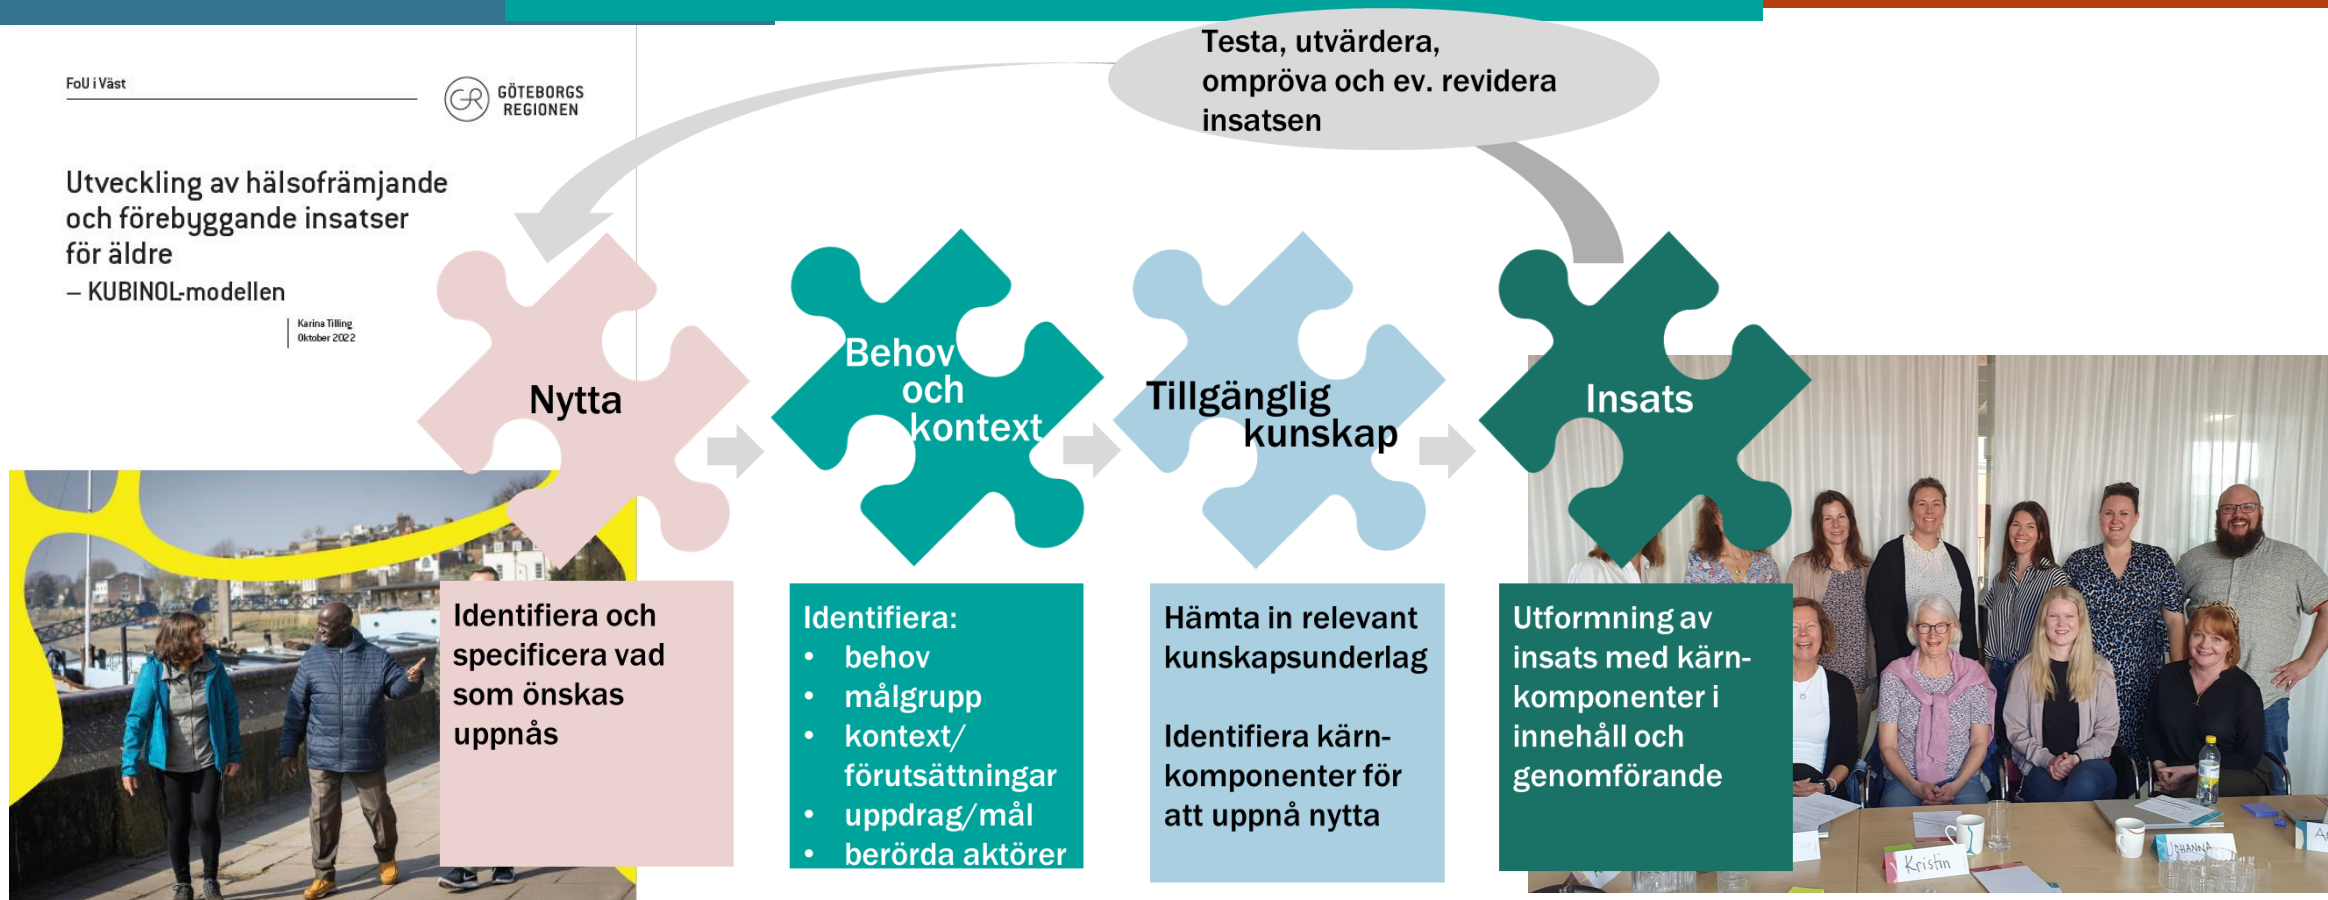 FoU i Väst
GÖTEBORGS
REGIONEN
Utveckling av hälsofrämjande
och förebyggande insatser
för äldre
– KUBINOL-modellen
Karina Tilling
Oktober 2022
Testa, utvärdera,
ompröva och ev. revidera
insatsen
Nytta
Behov
och
kontext
Tillgänglig
kunskap
Insats
Identifiera och
specificera vad
som önskas
uppnås
Identifiera:
• behov
• målgrupp
• kontext/
förutsättningar
• uppdrag/mål
• berörda aktörer
Hämta in relevant
kunskapsunderlag
Identifiera kärn-
komponenter för
att uppnå nytta
Utformning av
insats med kärn-
komponenter i
innehåll och
genomförande
Kristin
JOHANNA